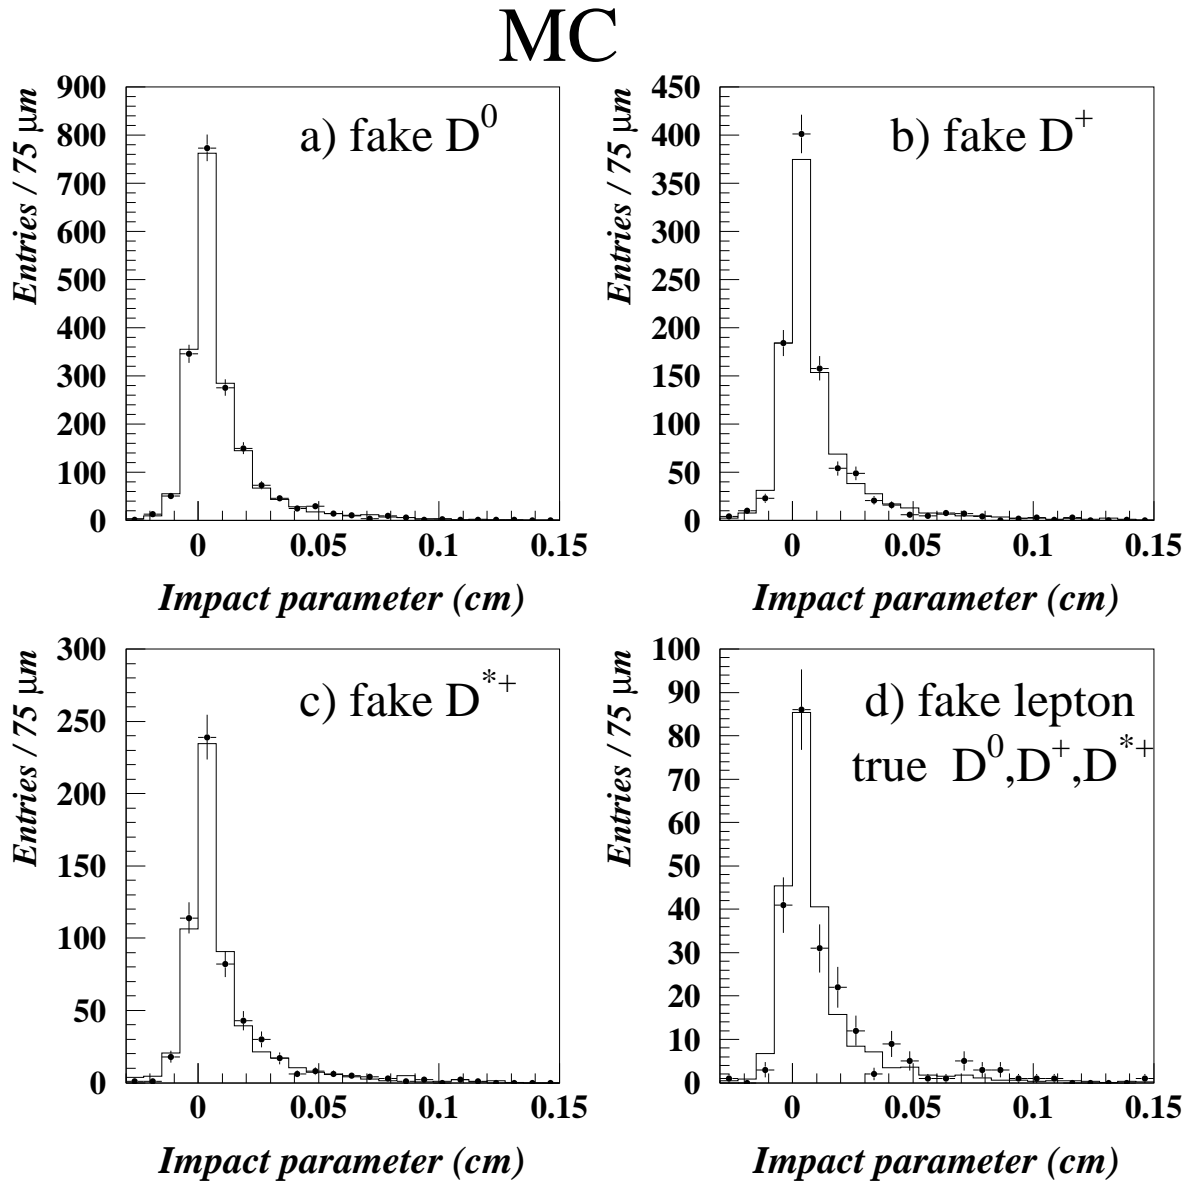 MC
Entries / 75 μm
900
800
700
600
500
400
300
200
100
0
a) fake D⁰
0 0.05 0.1 0.15
Impact parameter (cm)
Entries / 75 μm
450
400
350
300
250
200
150
100
50
0
b) fake D⁺
0 0.05 0.1 0.15
Impact parameter (cm)
Entries / 75 μm
300
250
200
150
100
50
0
c) fake D*⁺
0 0.05 0.1 0.15
Impact parameter (cm)
Entries / 75 μm
100
90
80
70
60
50
40
30
20
10
0
d) fake lepton
true D⁰,D⁺,D*⁺
0 0.05 0.1 0.15
Impact parameter (cm)